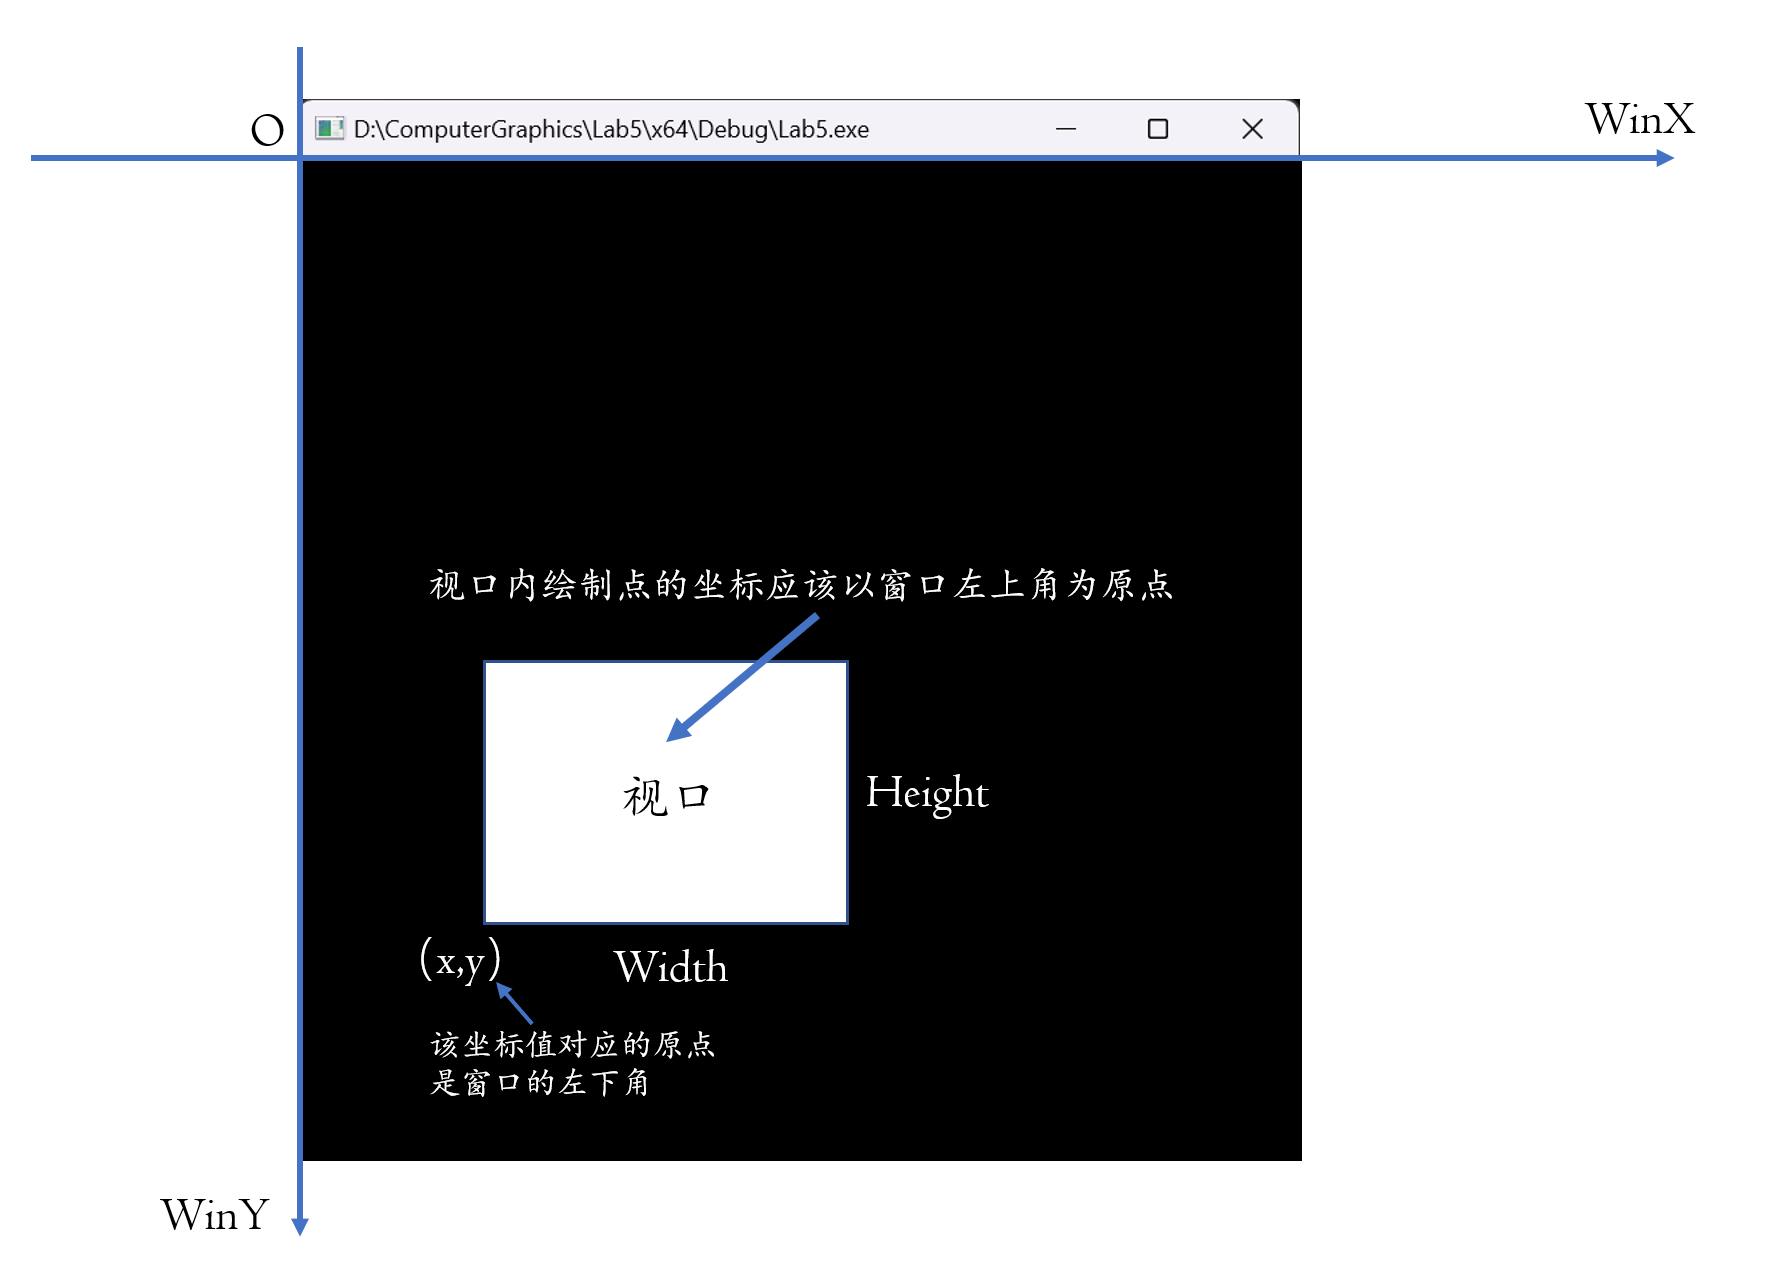 WinX
O
D:\ComputerGraphics\Lab5\x64\Debug\Lab5.exe
视口内绘制点的坐标应该以窗口左上角为原点
视口
Height
(x,y)
Width
该坐标值对应的原点
是窗口的左下角
WinY